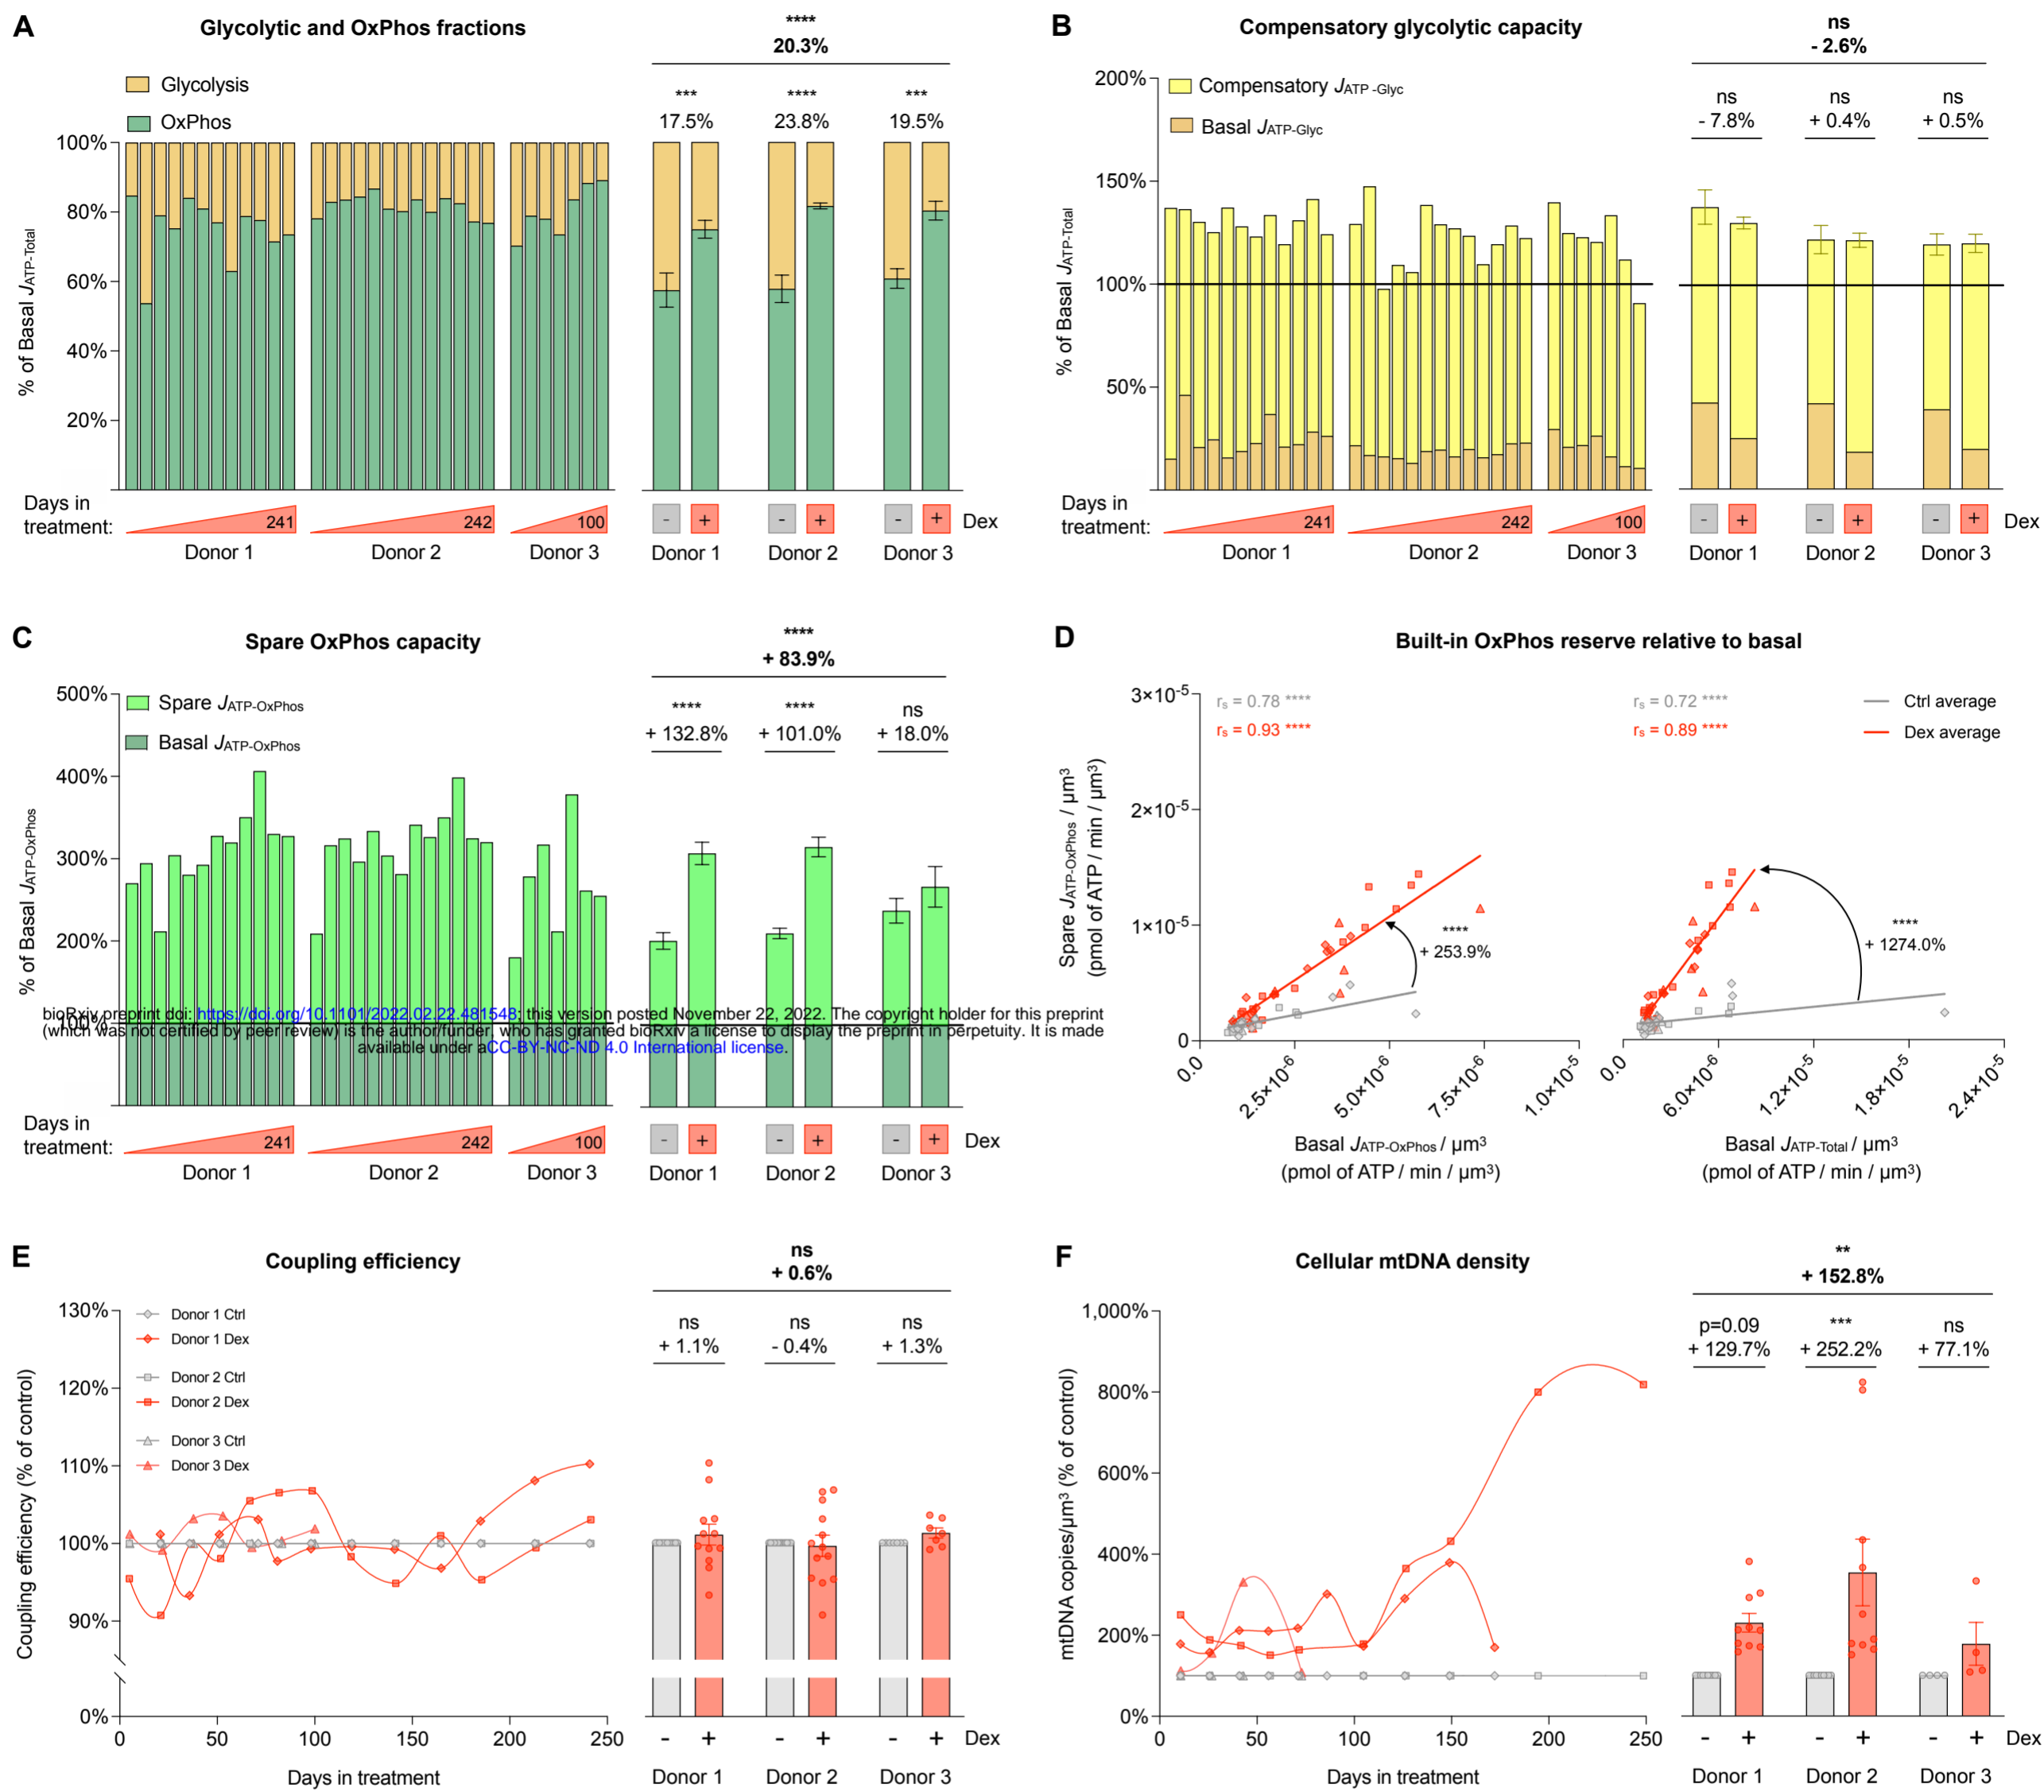 A
Glycolytic and OxPhos fractions
****
20.3%
Glycolysis
OxPhos
***
17.5%
****
23.8%
***
19.5%
% of Basal JATP-Total
100%
80%
60%
40%
20%
Days in
treatment:
241
242
100
Donor 1
Donor 2
Donor 3
- + - + - + Dex
Donor 1
Donor 2
Donor 3
B
Compensatory glycolytic capacity
ns
- 2.6%
Compensatory JATP -Glyc
Basal JATP-Glyc
ns
- 7.8%
ns
+ 0.4%
ns
+ 0.5%
% of Basal JATP-Total
200%
150%
100%
50%
Days in
treatment:
241
242
100
Donor 1
Donor 2
Donor 3
- + - + - + Dex
Donor 1
Donor 2
Donor 3
C
Spare OxPhos capacity
****
+ 83.9%
Spare JATP-OxPhos
Basal JATP-OxPhos
****
+ 132.8%
****
+ 101.0%
ns
+ 18.0%
% of Basal JATP-OxPhos
500%
400%
300%
200%
100%
bioRxiv preprint doi: https://doi.org/10.1101/2022.02.22.481548; this version posted November 22, 2022. The copyright holder for this preprint
(which was not certified by peer review) is the author/funder, who has granted bioRxiv a license to display the preprint in perpetuity. It is made
available under aCC-BY-NC-ND 4.0 International license.
Days in
treatment:
241
242
100
Donor 1
Donor 2
Donor 3
- + - + - + Dex
Donor 1
Donor 2
Donor 3
D
Built-in OxPhos reserve relative to basal
rs = 0.78 ****
rs = 0.93 ****
rs = 0.72 ****
rs = 0.89 ****
Ctrl average
Dex average
Spare JATP-OxPhos / µm³
(pmol of ATP / min / µm³)
3×10-5
2×10-5
1×10-5
0
****
+ 253.9%
****
+ 1274.0%
0.0
2.5×10-6
5.0×10-6
7.5×10-6
1.0×10-5
0.0
6.0×10-6
1.2×10-5
1.8×10-5
2.4×10-5
Basal JATP-OxPhos / µm³
(pmol of ATP / min / µm³)
Basal JATP-Total / µm³
(pmol of ATP / min / µm³)
E
Coupling efficiency
ns
+ 0.6%
Donor 1 Ctrl
Donor 1 Dex
Donor 2 Ctrl
Donor 2 Dex
Donor 3 Ctrl
Donor 3 Dex
ns
+ 1.1%
ns
- 0.4%
ns
+ 1.3%
Coupling efficiency (% of control)
130%
120%
110%
100%
90%
0%
0 50 100 150 200 250
Days in treatment
- + - + - + Dex
Donor 1
Donor 2
Donor 3
F
Cellular mtDNA density
**
+ 152.8%
p=0.09
+ 129.7%
***
+ 252.2%
ns
+ 77.1%
mtDNA copies/µm³ (% of control)
1,000%
800%
600%
400%
200%
0%
0 50 100 150 200 250
Days in treatment
- + - + - + Dex
Donor 1
Donor 2
Donor 3